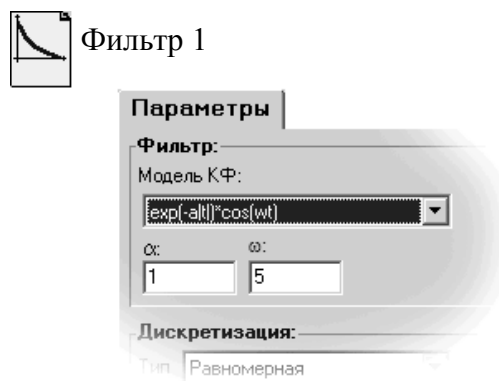 Фильтр 1
Параметры
Фильтр:
Модель КФ:
exp(-a|t|)*cos(wt)
α: ω:
1 5
Дискретизация:
Тип Равномерная